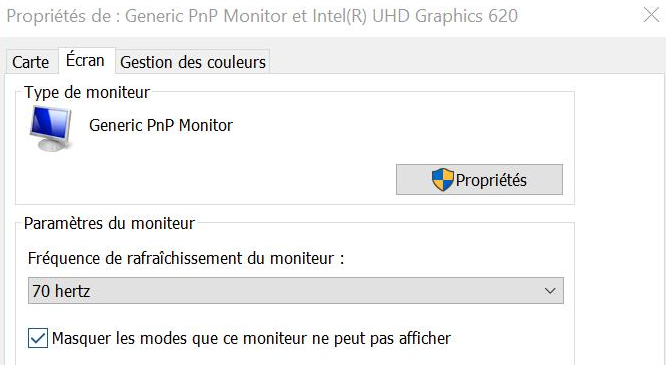 Propriétés de : Generic PnP Monitor et Intel(R) UHD Graphics 620
Carte Écran Gestion des couleurs
Type de moniteur
Generic PnP Monitor
Propriétés
Paramètres du moniteur
Fréquence de rafraîchissement du moniteur :
70 hertz
Masquer les modes que ce moniteur ne peut pas afficher